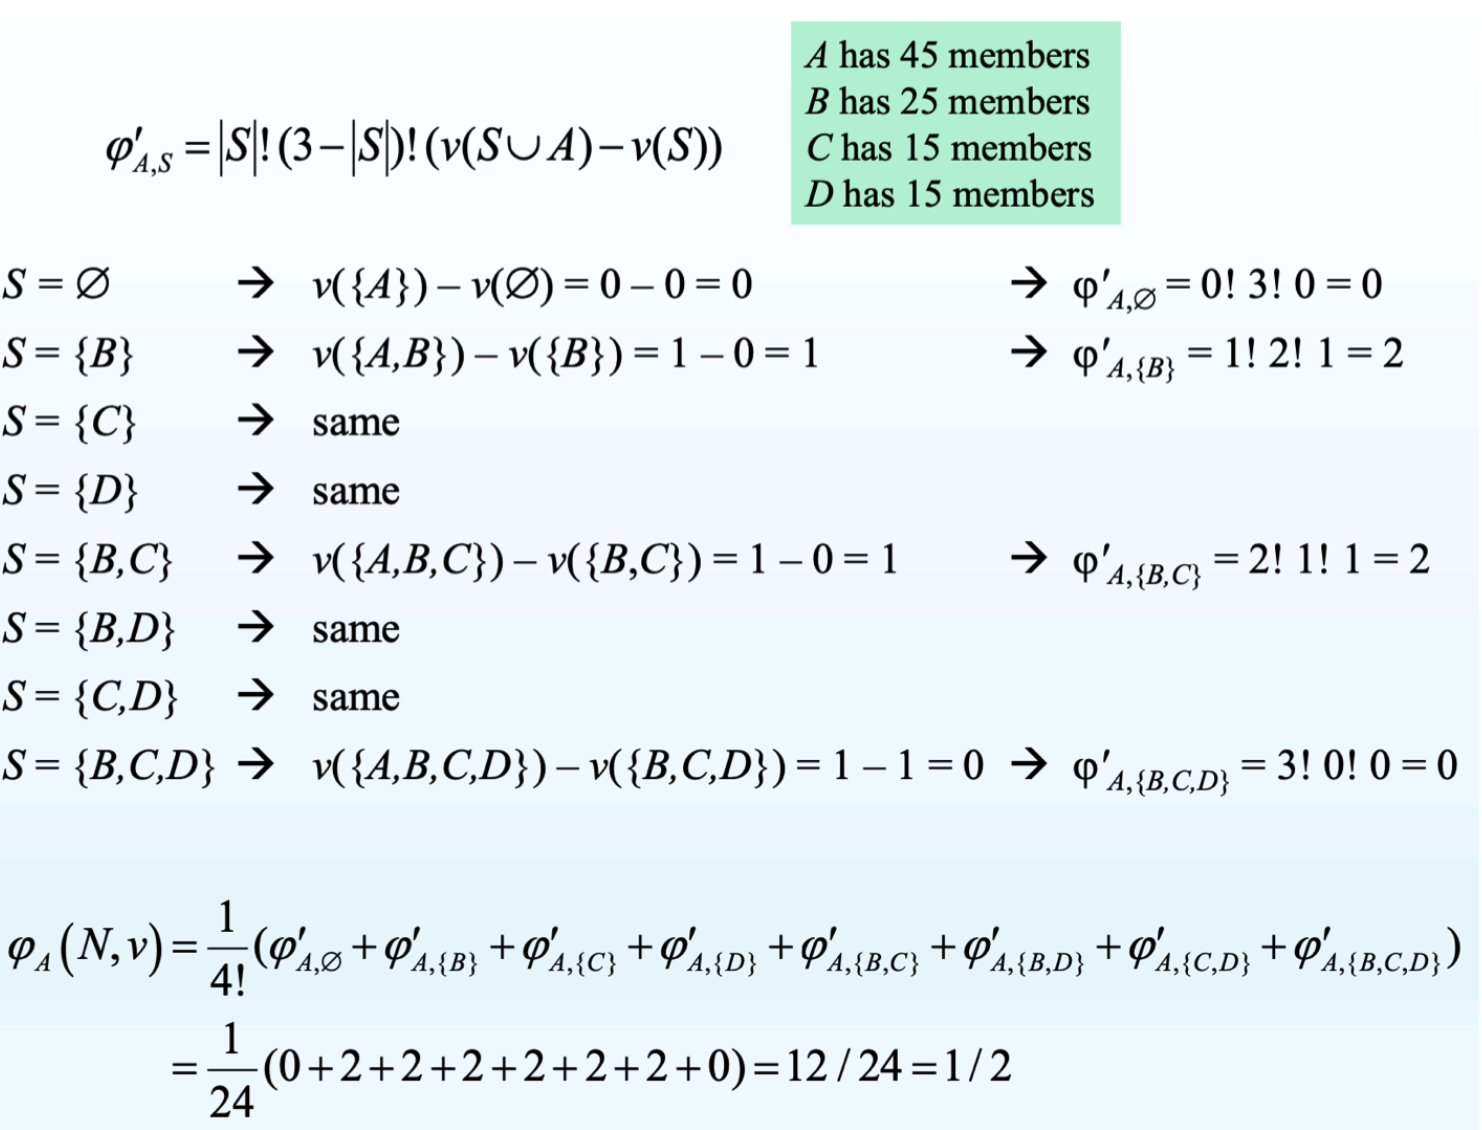 A has 45 members
B has 25 members
C has 15 members
D has 15 members
φ′_{A,S} = |S|! (3−|S|)! (v(S∪A)−v(S))
S = ∅ → v({A}) – v(∅) = 0 – 0 = 0 → φ′_{A,∅} = 0! 3! 0 = 0
S = {B} → v({A,B}) – v({B}) = 1 – 0 = 1 → φ′_{A,{B}} = 1! 2! 1 = 2
S = {C} → same
S = {D} → same
S = {B,C} → v({A,B,C}) – v({B,C}) = 1 – 0 = 1 → φ′_{A,{B,C}} = 2! 1! 1 = 2
S = {B,D} → same
S = {C,D} → same
S = {B,C,D} → v({A,B,C,D}) – v({B,C,D}) = 1 – 1 = 0 → φ′_{A,{B,C,D}} = 3! 0! 0 = 0
φ_A(N,v) = 1/4! (φ′_{A,∅} + φ′_{A,{B}} + φ′_{A,{C}} + φ′_{A,{D}} + φ′_{A,{B,C}} + φ′_{A,{B,D}} + φ′_{A,{C,D}} + φ′_{A,{B,C,D}})
= 1/24 (0+2+2+2+2+2+2+0) = 12 / 24 = 1 / 2